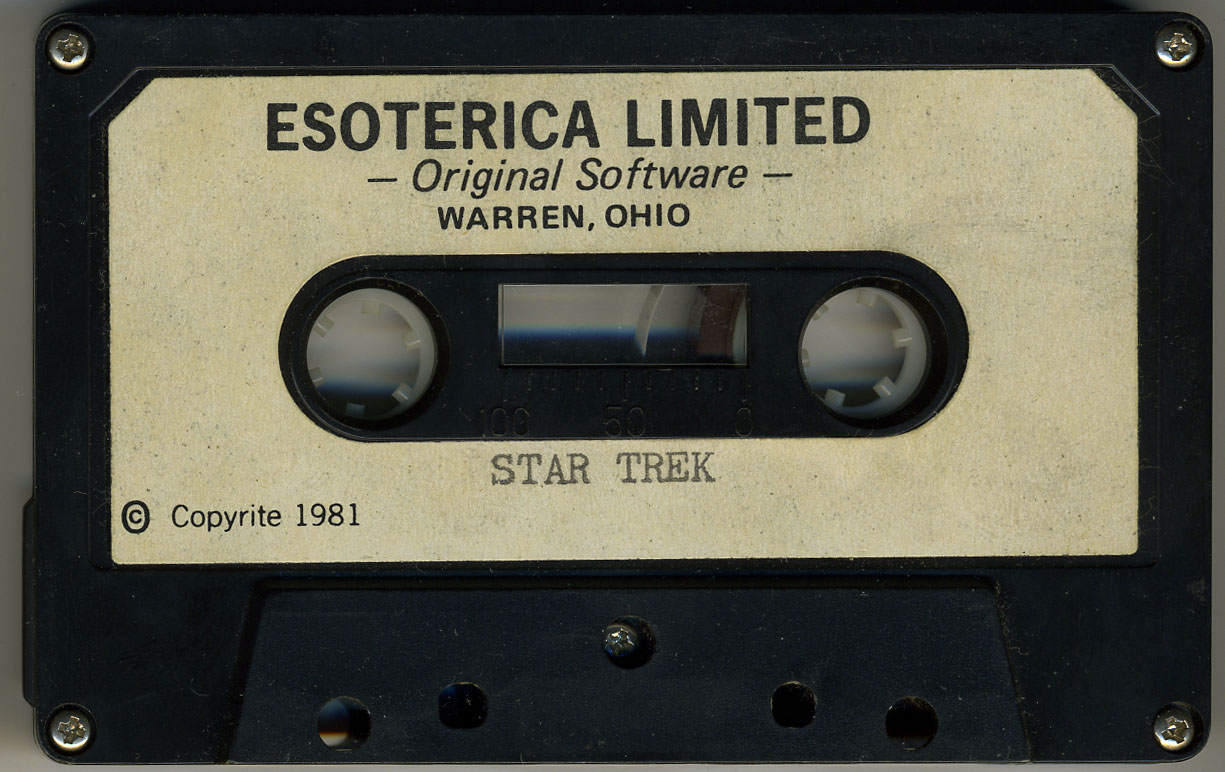 ESOTERICA LIMITED
— Original Software —
WARREN, OHIO
100 50 0
STAR TREK
© Copyrite 1981